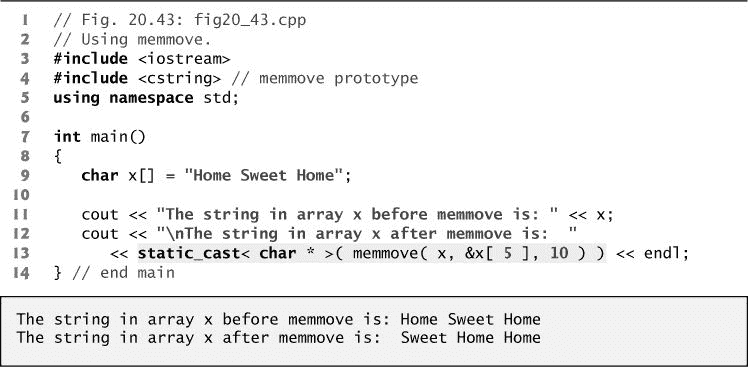 1 // Fig. 20.43: fig20_43.cpp
2 // Using memmove.
3 #include <iostream>
4 #include <cstring> // memmove prototype
5 using namespace std;
6
7 int main()
8 {
9 char x[] = "Home Sweet Home";
10
11 cout << "The string in array x before memmove is: " << x;
12 cout << "\nThe string in array x after memmove is:  "
13 << static_cast< char * >( memmove( x, &x[ 5 ], 10 ) ) << endl;
14 } // end main
The string in array x before memmove is: Home Sweet Home
The string in array x after memmove is:  Sweet Home Home